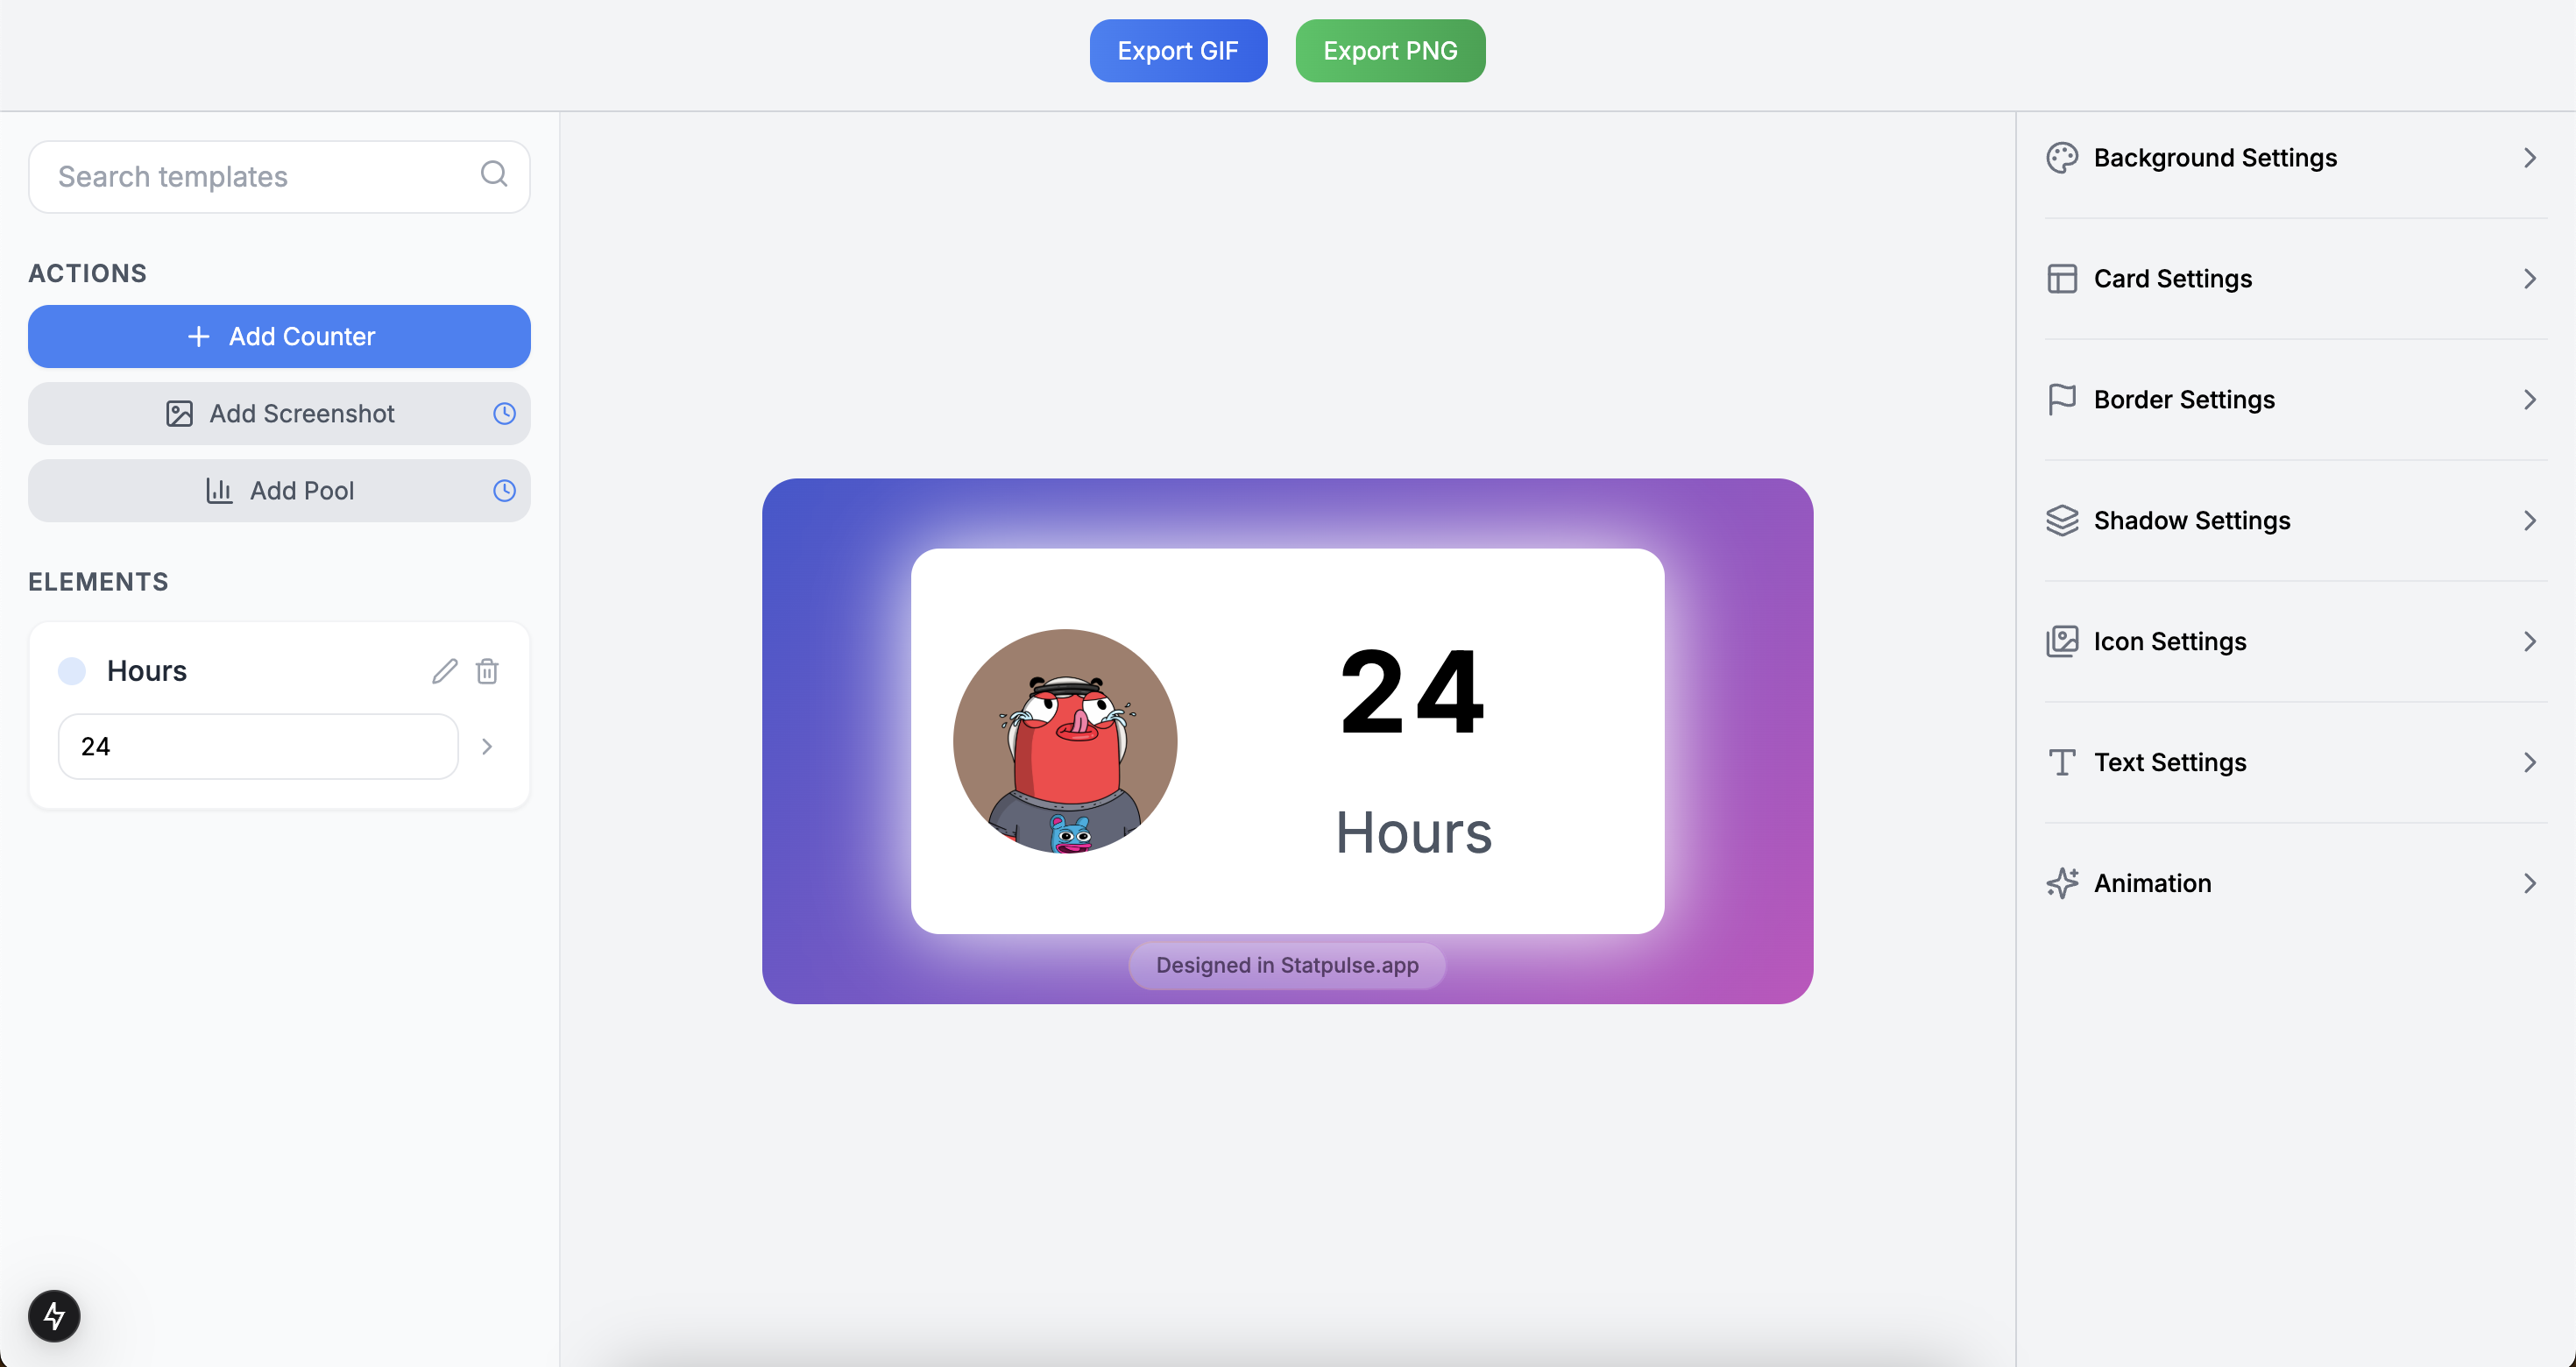 Export GIF
Export PNG
Search templates
ACTIONS
Add Counter
Add Screenshot
Add Pool
ELEMENTS
Hours
24
24
Hours
Designed in Statpulse.app
Background Settings
Card Settings
Border Settings
Shadow Settings
Icon Settings
Text Settings
Animation